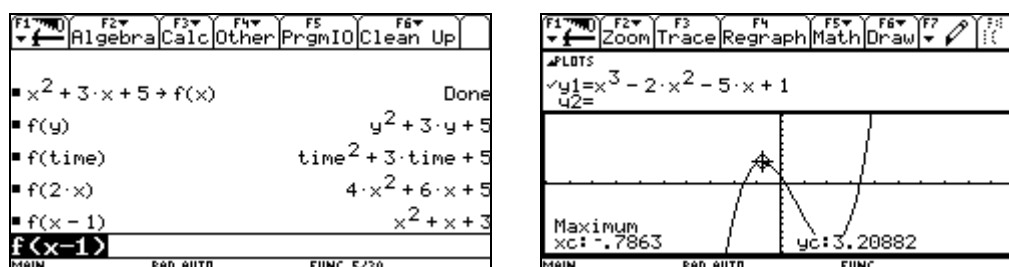 F1 F2 F3 F4 F5 F6
Algebra Calc Other PrgmIO Clean Up
x² + 3·x + 5 → f(x) Done
f(y) y² + 3·y + 5
f(time) time² + 3·time + 5
f(2·x) 4·x² + 6·x + 5
f(x - 1) x² + x + 3
f(x-1)
MAIN RAD AUTO FUNC 5/30
F1 F2 F3 F4 F5 F6 F7
Zoom Trace Regraph Math Draw
PLOTS
✓y1=x³ - 2·x² - 5·x + 1
y2=
Maximum
xc: -.7863 yc: 3.20882
MAIN RAD AUTO FUNC